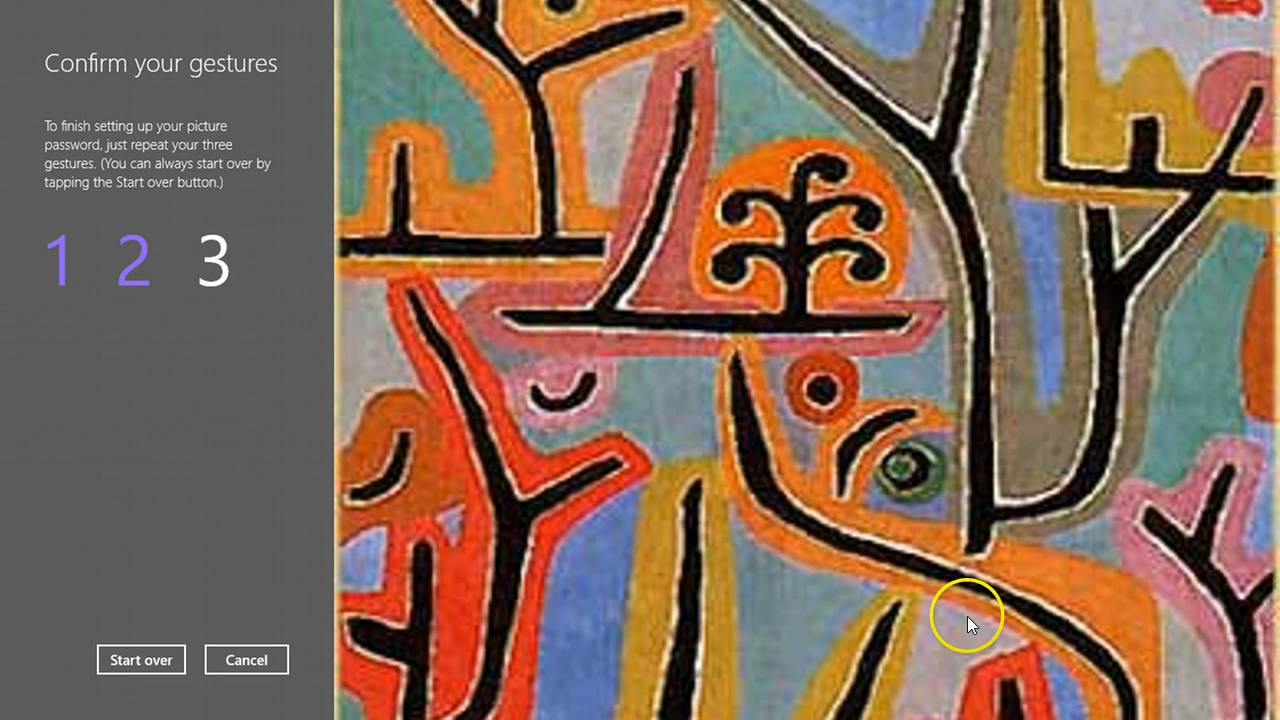 Confirm your gestures
To finish setting up your picture
password, just repeat your three
gestures. (You can always start over by
tapping the Start over button.)
1 2 3
Start over Cancel